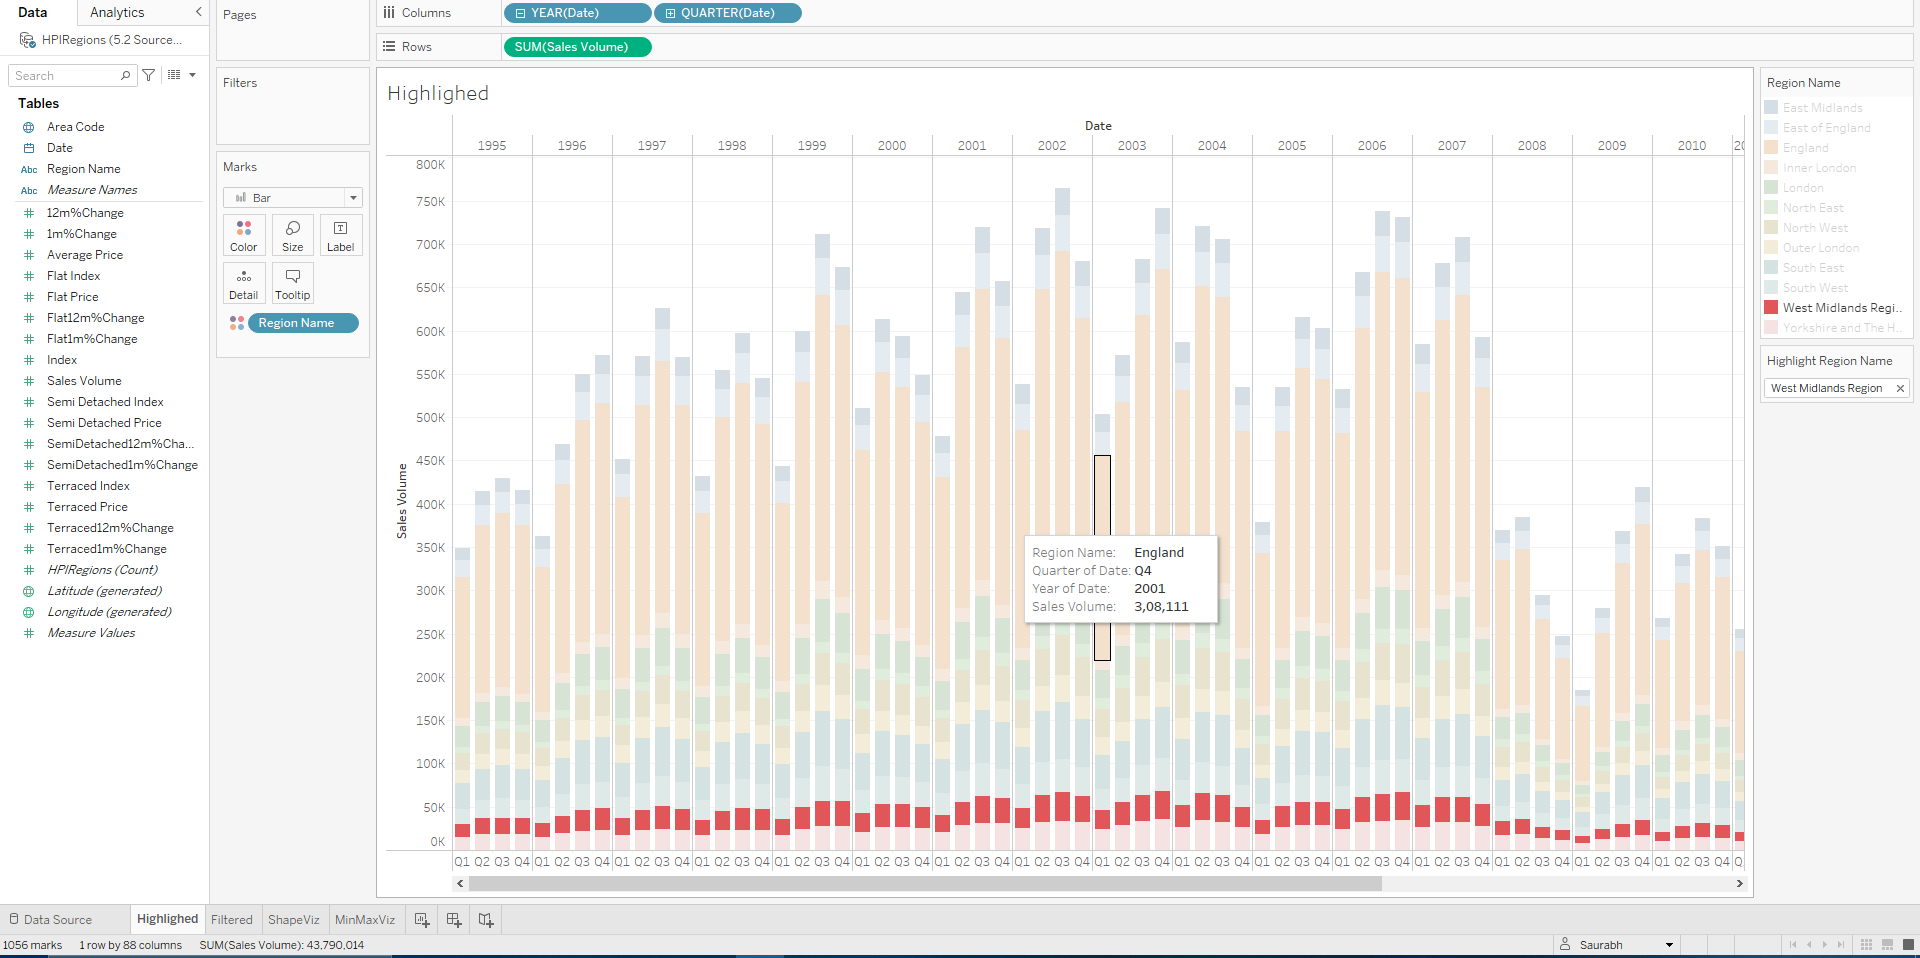 Data
Analytics
HPIRegions (5.2 Source...
Search
Tables
Area Code
Date
Abc Region Name
Abc Measure Names
12m%Change
1m%Change
Average Price
Flat Index
Flat Price
Flat12m%Change
Flat1m%Change
Index
Sales Volume
Semi Detached Index
Semi Detached Price
SemiDetached12m%Cha...
SemiDetached1m%Change
Terraced Index
Terraced Price
Terraced12m%Change
Terraced1m%Change
HPIRegions (Count)
Latitude (generated)
Longitude (generated)
Measure Values
Pages
Filters
Marks
Bar
Color Size Label
Detail Tooltip
Region Name
Columns YEAR(Date) QUARTER(Date)
Rows SUM(Sales Volume)
Highlighed
Date
1995 1996 1997 1998 1999 2000 2001 2002 2003 2004 2005 2006 2007 2008 2009 2010 20
Sales Volume
800K
750K
700K
650K
600K
550K
500K
450K
400K
350K
300K
250K
200K
150K
100K
50K
0K
Region Name: England
Quarter of Date: Q4
Year of Date: 2001
Sales Volume: 3,08,111
Q1 Q2 Q3 Q4 Q1 Q2 Q3 Q4 Q1 Q2 Q3 Q4 Q1 Q2 Q3 Q4 Q1 Q2 Q3 Q4 Q1 Q2 Q3 Q4 Q1 Q2 Q3 Q4 Q1 Q2 Q3 Q4 Q1 Q2 Q3 Q4 Q1 Q2 Q3 Q4 Q1 Q2 Q3 Q4 Q1 Q2 Q3 Q4 Q1 Q2 Q3 Q4 Q1 Q2 Q3 Q4 Q1 Q2 Q3 Q4 Q1 Q2 Q3 Q4 Q
Region Name
East Midlands
East of England
England
Inner London
London
North East
North West
Outer London
South East
South West
West Midlands Regi..
Yorkshire and The H..
Highlight Region Name
West Midlands Region
Data Source Highlighed Filtered ShapeViz MinMaxViz
1056 marks 1 row by 88 columns SUM(Sales Volume): 43,790,014
Saurabh